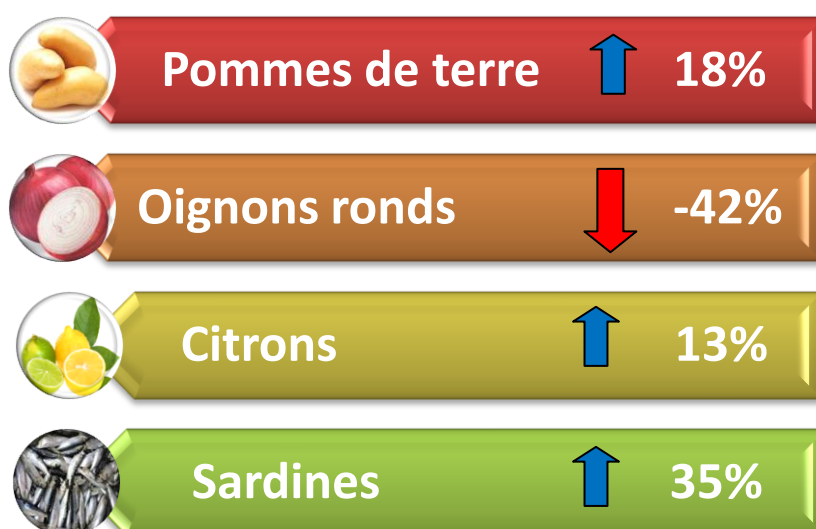 Pommes de terre 18%
Oignons ronds -42%
Citrons 13%
Sardines 35%